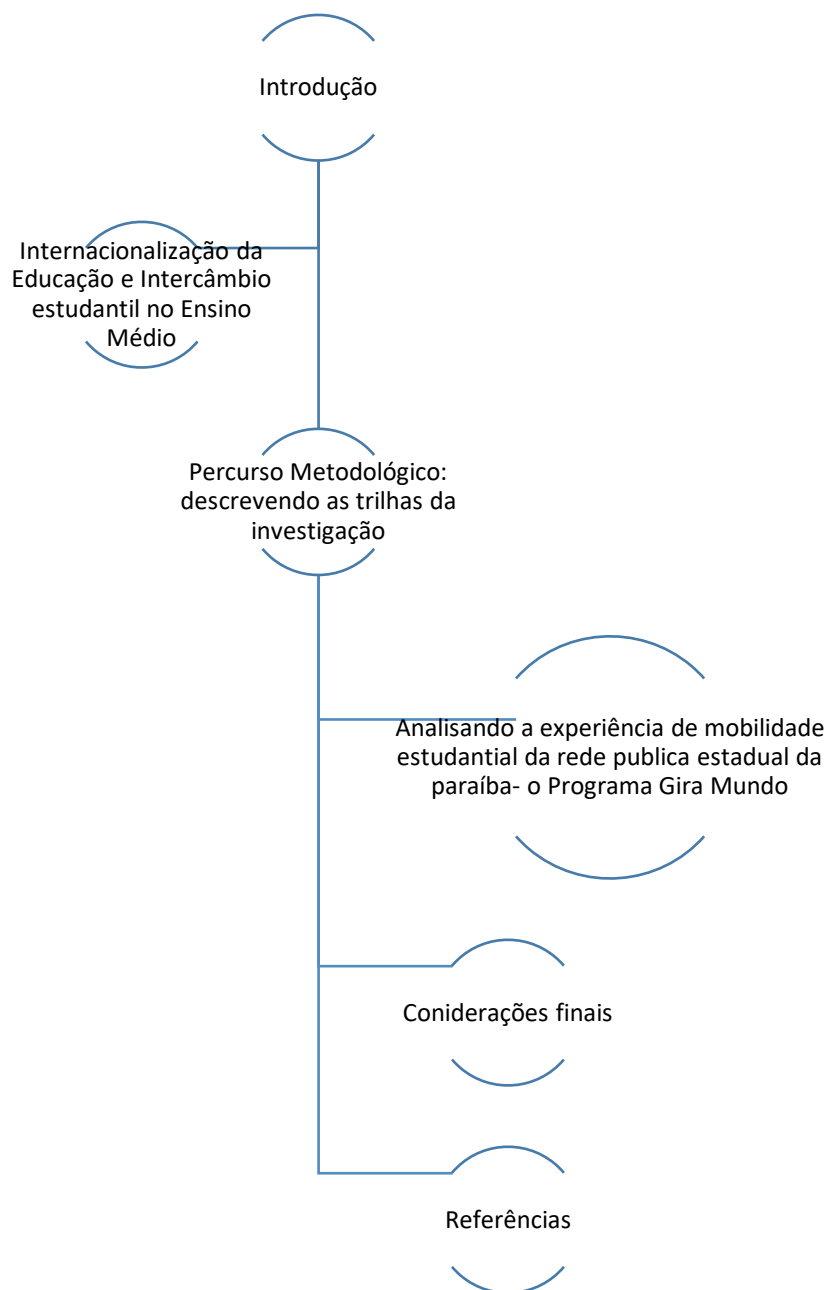 Introdução
Internacionalização da
Educação e Intercâmbio
estudantil no Ensino
Médio
Percurso Metodológico:
descrevendo as trilhas da
investigação
Analisando a experiência de mobilidade
estudantial da rede publica estadual da
paraíba- o Programa Gira Mundo
Coniderações finais
Referências